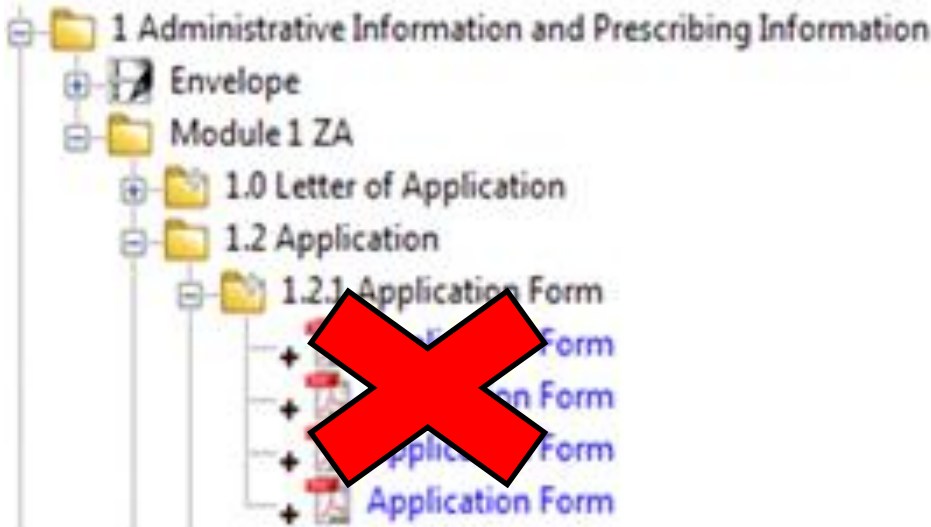 1 Administrative Information and Prescribing Information
Envelope
Module 1 ZA
1.0 Letter of Application
1.2 Application
1.2.1 Application Form
Form
Form
Form
Application Form